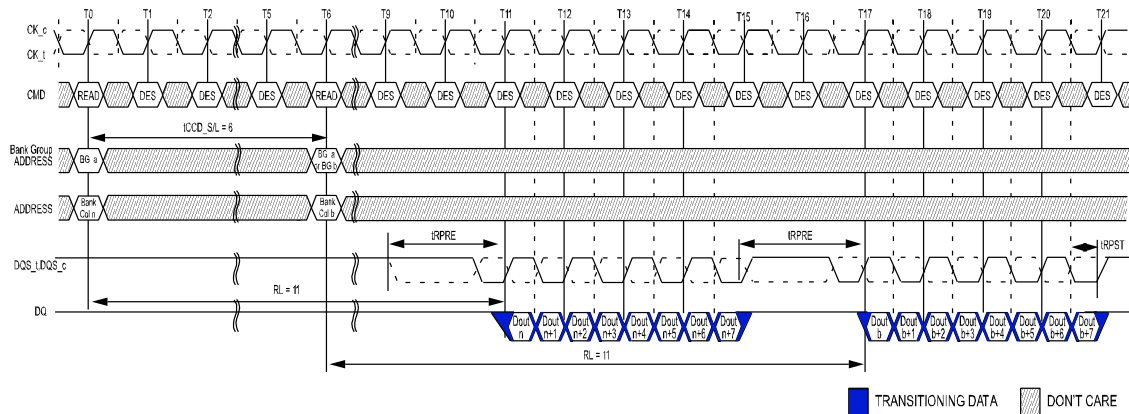 CK_c T0 T1 T2 T5 T6 T9 T10 T11 T12 T13 T14 T15 T16 T17 T18 T19 T20 T21
CK_t
CMD READ DES DES DES READ DES DES DES DES DES DES DES DES DES DES DES DES DES
tCCD_S/L = 6
Bank Group
ADDRESS BG a BG a or BG b
ADDRESS Bank Col n Bank Col b
tRPRE tRPRE tRPST
DQS_t,DQS_c
RL = 11
DQ Dout n Dout n+1 Dout n+2 Dout n+3 Dout n+4 Dout n+5 Dout n+6 Dout n+7 Dout b Dout b+1 Dout b+2 Dout b+3 Dout b+4 Dout b+5 Dout b+6 Dout b+7
RL = 11
TRANSITIONING DATA DON'T CARE